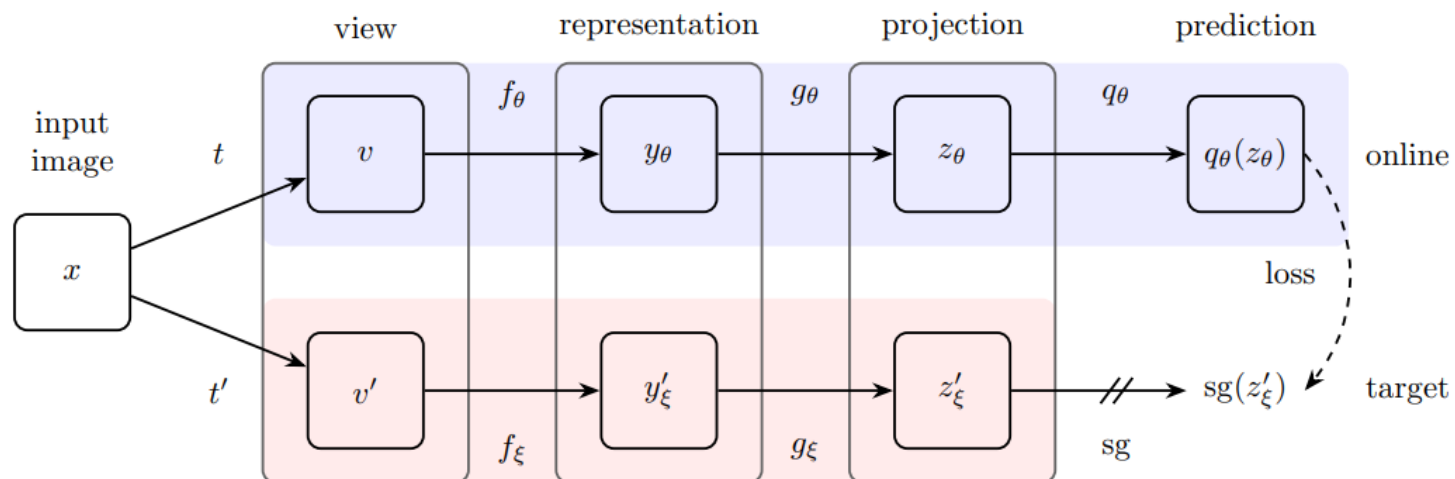 view representation projection prediction
input
image
t f_θ g_θ q_θ
v y_θ z_θ q_θ(z_θ) online
x
loss
t′ v′ y′_ξ z′_ξ sg(z′_ξ) target
f_ξ g_ξ sg